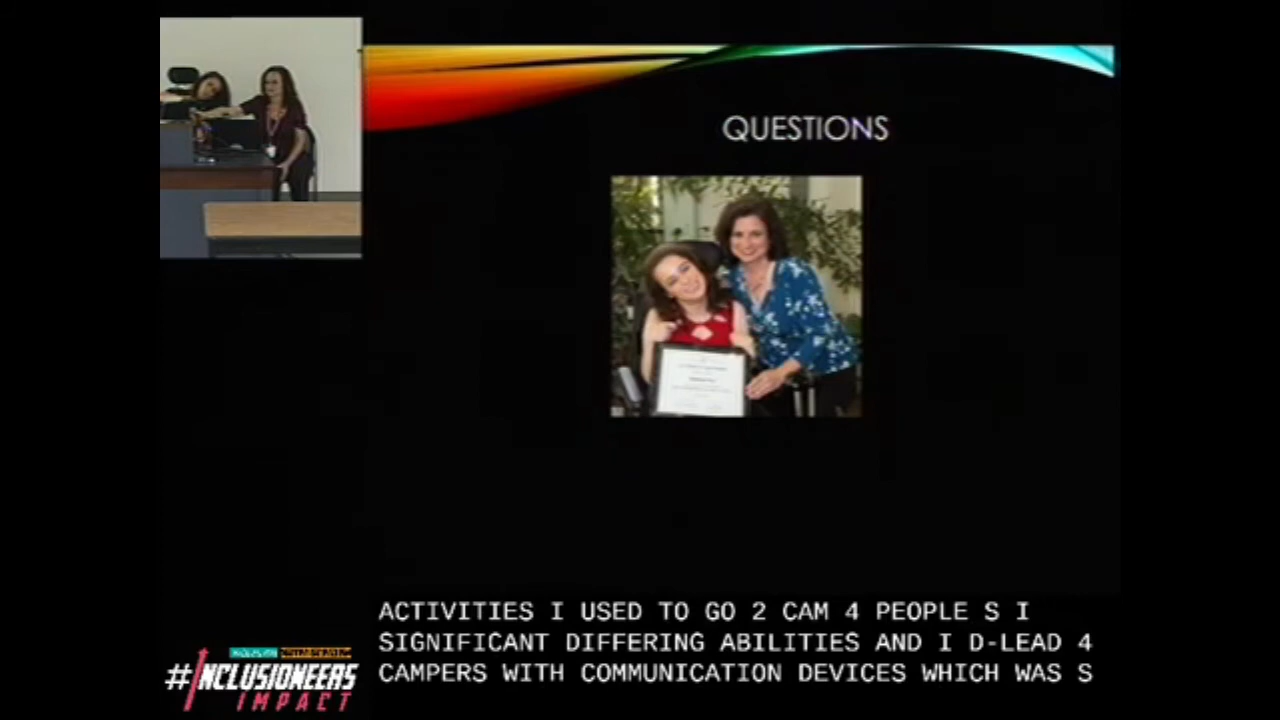 QUESTIONS
ACTIVITIES I USED TO GO 2 CAM 4 PEOPLE S I
SIGNIFICANT DIFFERING ABILITIES AND I D-LEAD 4
CAMPERS WITH COMMUNICATION DEVICES WHICH WAS S
#INCLUSIONEERS
IMPACT